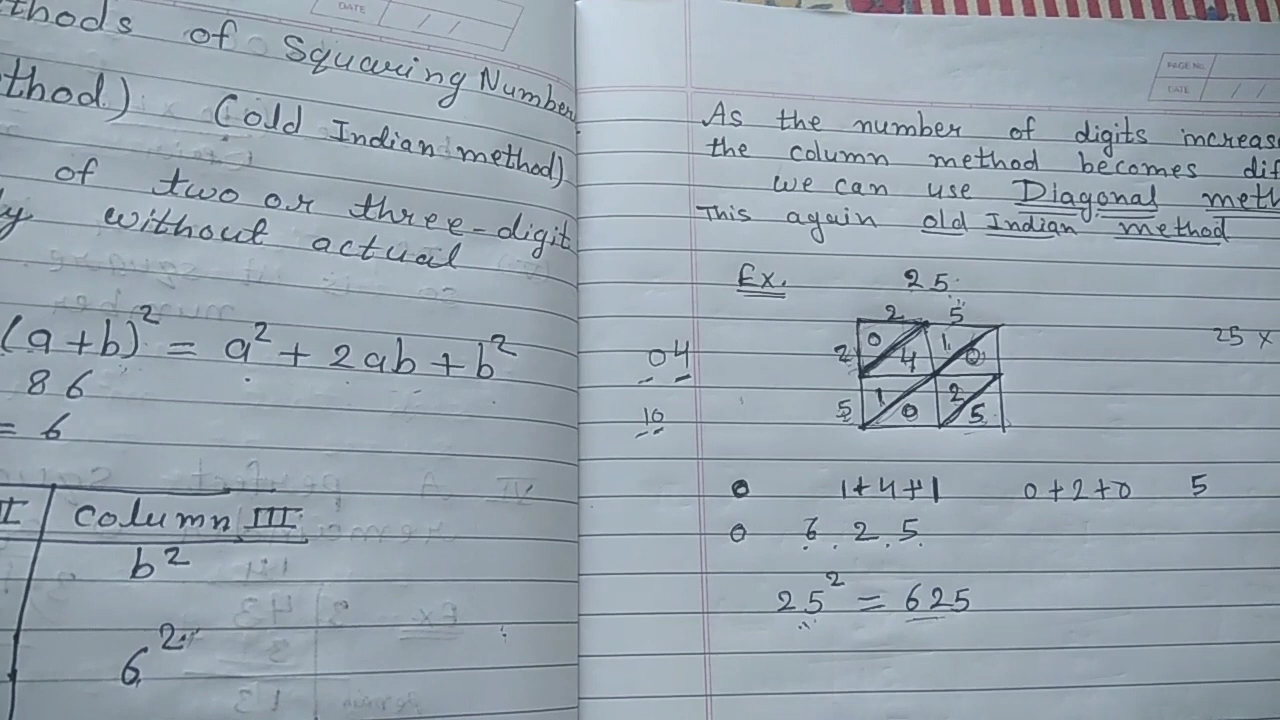 DATE / /
thods of Squaring Number
thod) (old Indian method)
of two or three-digit
y without actual
(a+b)² = a² + 2ab + b²
86
= 6
I Column III
b²
6²
PAGE NO.
DATE / /
As the number of digits increas
the column method becomes dif
we can use Diagonal meth
This again old Indian method
Ex. 25
2 5
2 0 4 1 0
5 1 0 2 5
04
10
25 ×
0 1+4+1 0+2+0 5
0 6 2 5
25² = 625